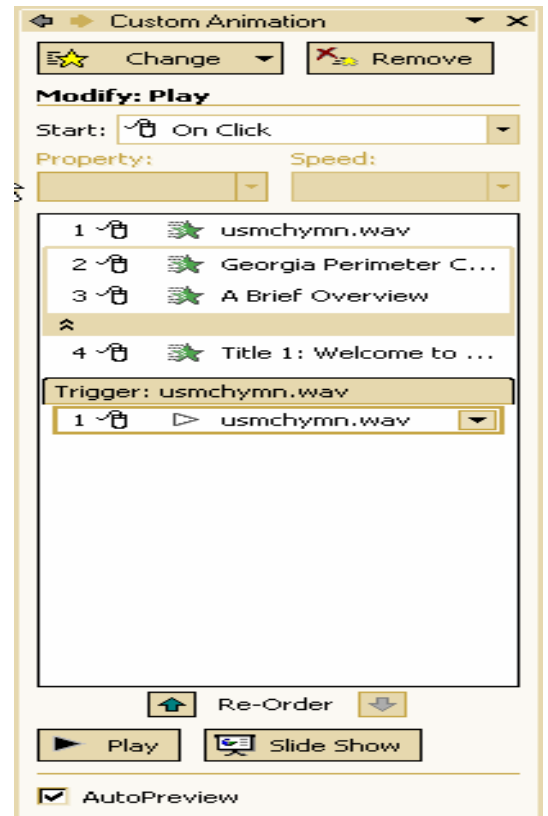 Custom Animation
Change Remove
Modify: Play
Start: On Click
Property: Speed:
1 usmchymn.wav
2 Georgia Perimeter C...
3 A Brief Overview
4 Title 1: Welcome to ...
Trigger: usmchymn.wav
1 usmchymn.wav
Re-Order
Play Slide Show
AutoPreview